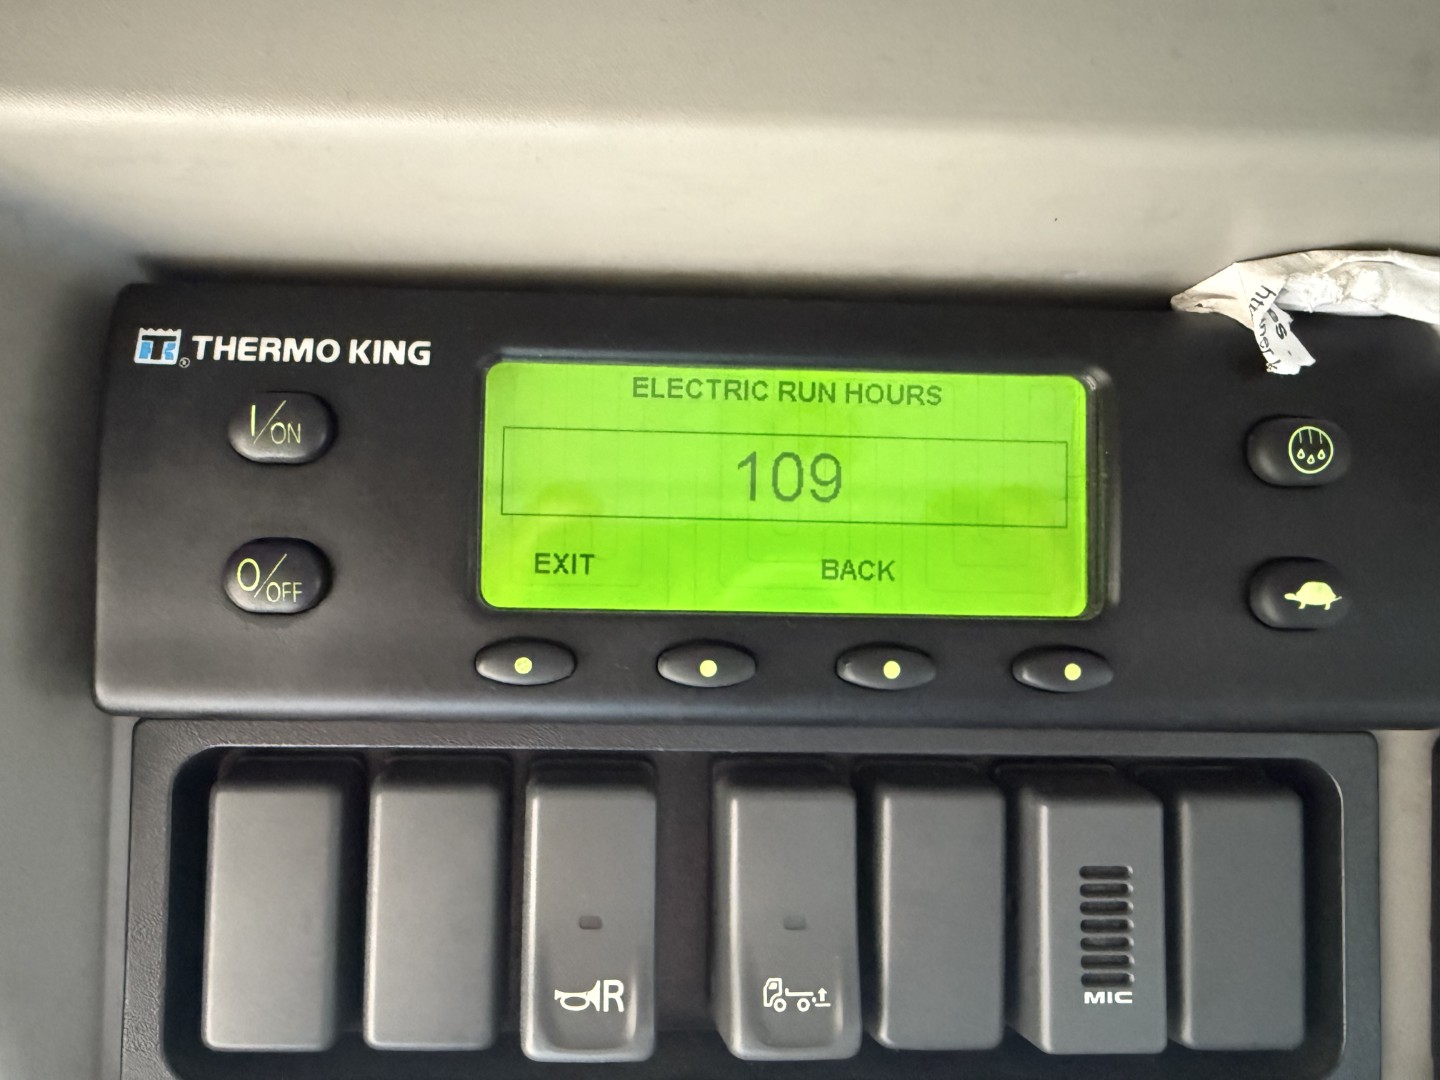 THERMO KING
®
I/ON
O/OFF
ELECTRIC RUN HOURS
109
EXIT BACK
R
MIC